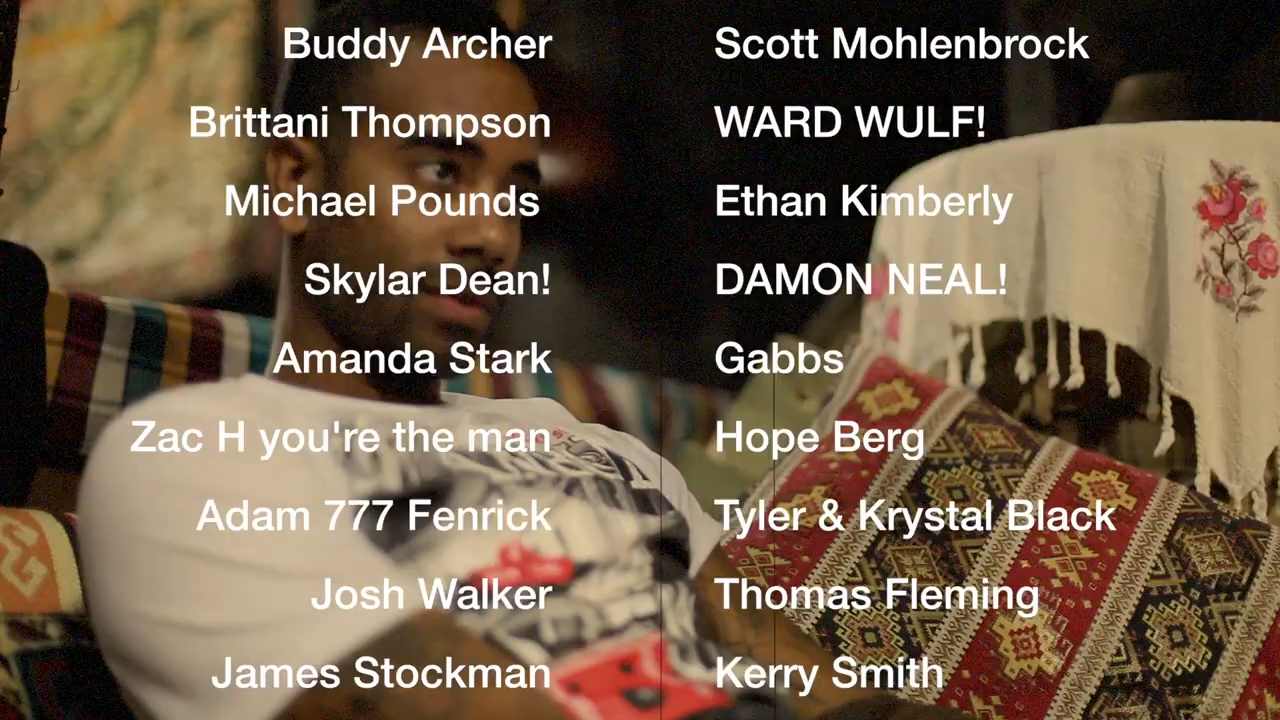 Buddy Archer
Scott Mohlenbrock
Brittani Thompson
WARD WULF!
Michael Pounds
Ethan Kimberly
Skylar Dean!
DAMON NEAL!
Amanda Stark
Gabbs
Zac H you're the man
Hope Berg
Adam 777 Fenrick
Tyler & Krystal Black
Josh Walker
Thomas Fleming
James Stockman
Kerry Smith